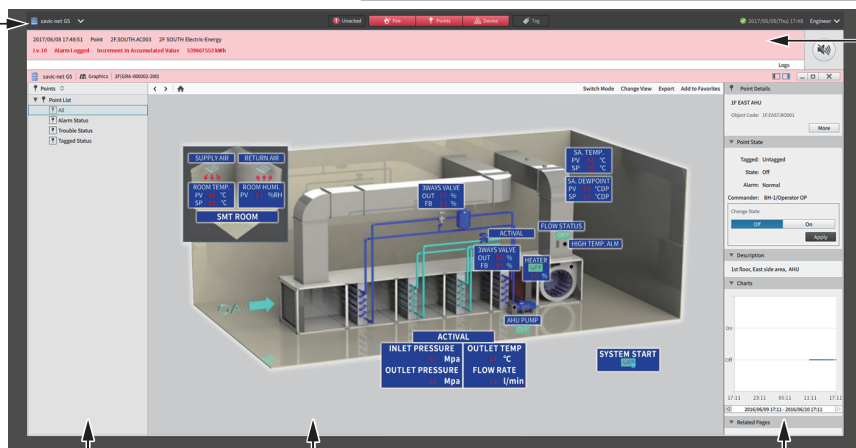 savic-net G5
Unacked
Fire
Points
Device
Tag
2017/06/08(Thu) 17:48
Engineer
2017/06/08 17:48:51 Point 2F.SOUTH.AC003 2F SOUTH Electric-Energy
Lv.10 Alarm Logged Increment in Accumulated Value 539607553 kWh
Logs
savic-net G5 Graphics 2F(GRA-000002-200)
Points
Point List
All
Alarm Status
Trouble Status
Tagged Status
Switch Mode Change View Export Add to Favorites
SUPPLY AIR RETURN AIR
ROOM TEMP. ROOM HUMI.
PV °C PV %RH
SP °C
SMT ROOM
3WAYS VALVE
OUT %
FB %
SA. TEMP.
PV °C
SP °C
SA. DEWPOINT
PV °CDP
SP °CDP
ACTIVAL
FLOW STATUS
OFF
HIGH TEMP. ALM
3WAYS VALVE
OUT %
FB %
HEATER
OFF
%
OA
AHU PUMP
OFF
ACTIVAL
INLET PRESSURE OUTLET TEMP
Mpa °C
OUTLET PRESSURE FLOW RATE
Mpa l/min
SYSTEM START
OFF
Point Details
1F EAST AHU
Object Code: 1F.EAST.BO001
More
Point State
Tagged: Untagged
State: Off
Alarm: Normal
Commander: BH-1/Operator OP
Change State
Off On
Apply
Description
1st floor, East side area, AHU
Charts
On
Off
17:11 23:11 05:11 11:11 17:11
2016/06/09 17:11 - 2016/06/10 17:11
Related Pages